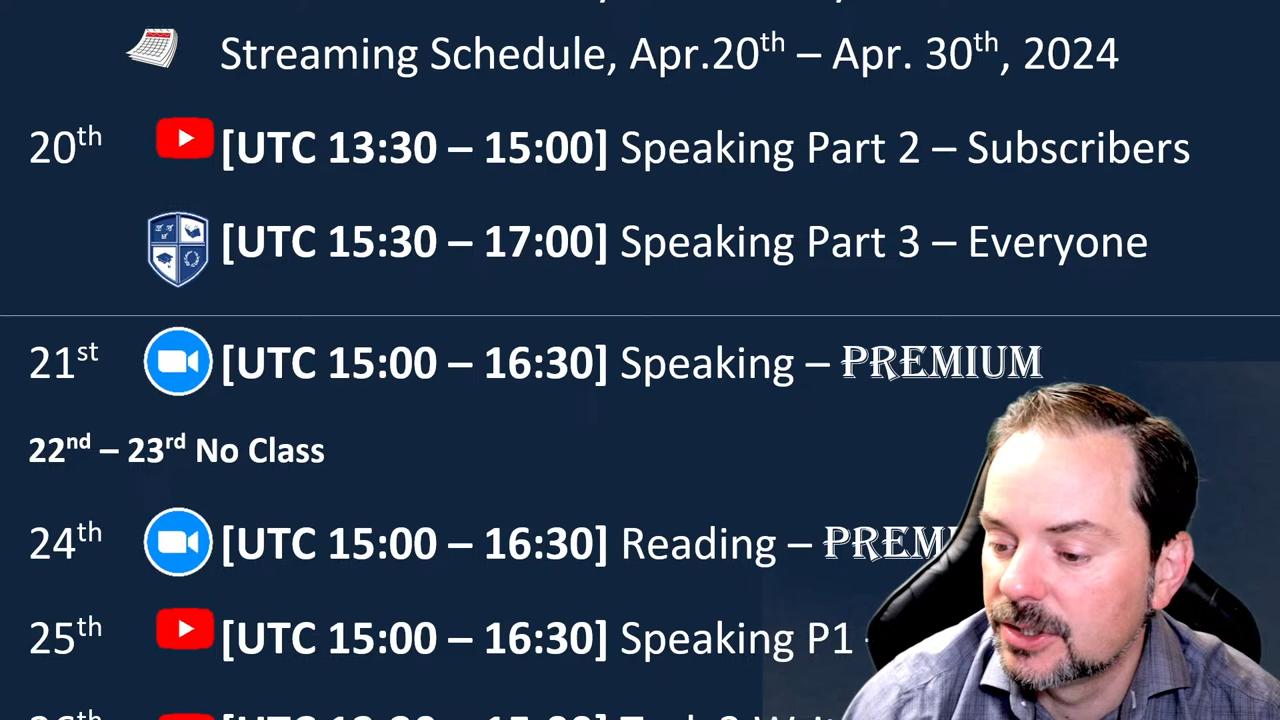 Streaming Schedule, Apr.20th – Apr. 30th, 2024
20th [UTC 13:30 – 15:00] Speaking Part 2 – Subscribers
[UTC 15:30 – 17:00] Speaking Part 3 – Everyone
21st [UTC 15:00 – 16:30] Speaking – PREMIUM
22nd – 23rd No Class
24th [UTC 15:00 – 16:30] Reading –
25th [UTC 15:00 – 16:30] Speaking P1